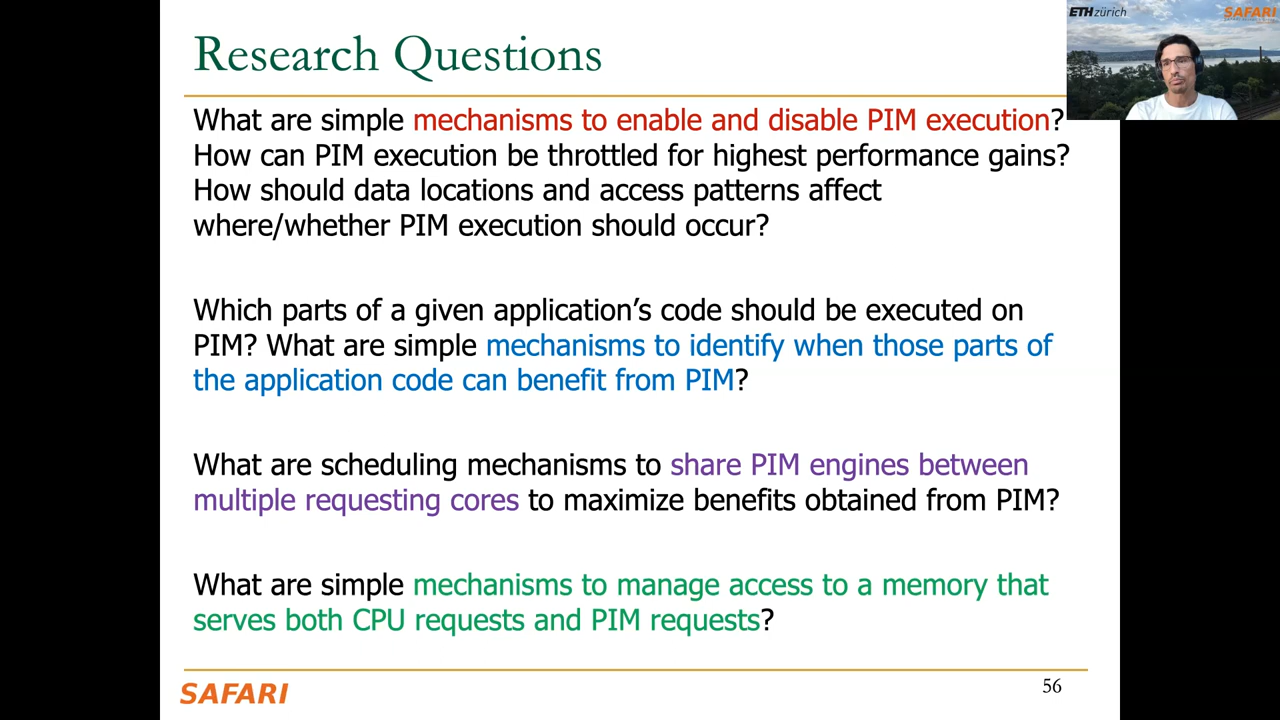 Research Questions
ETH zürich
SAFARI
What are simple mechanisms to enable and disable PIM execution?
How can PIM execution be throttled for highest performance gains?
How should data locations and access patterns affect
where/whether PIM execution should occur?
Which parts of a given application’s code should be executed on
PIM? What are simple mechanisms to identify when those parts of
the application code can benefit from PIM?
What are scheduling mechanisms to share PIM engines between
multiple requesting cores to maximize benefits obtained from PIM?
What are simple mechanisms to manage access to a memory that
serves both CPU requests and PIM requests?
SAFARI
56